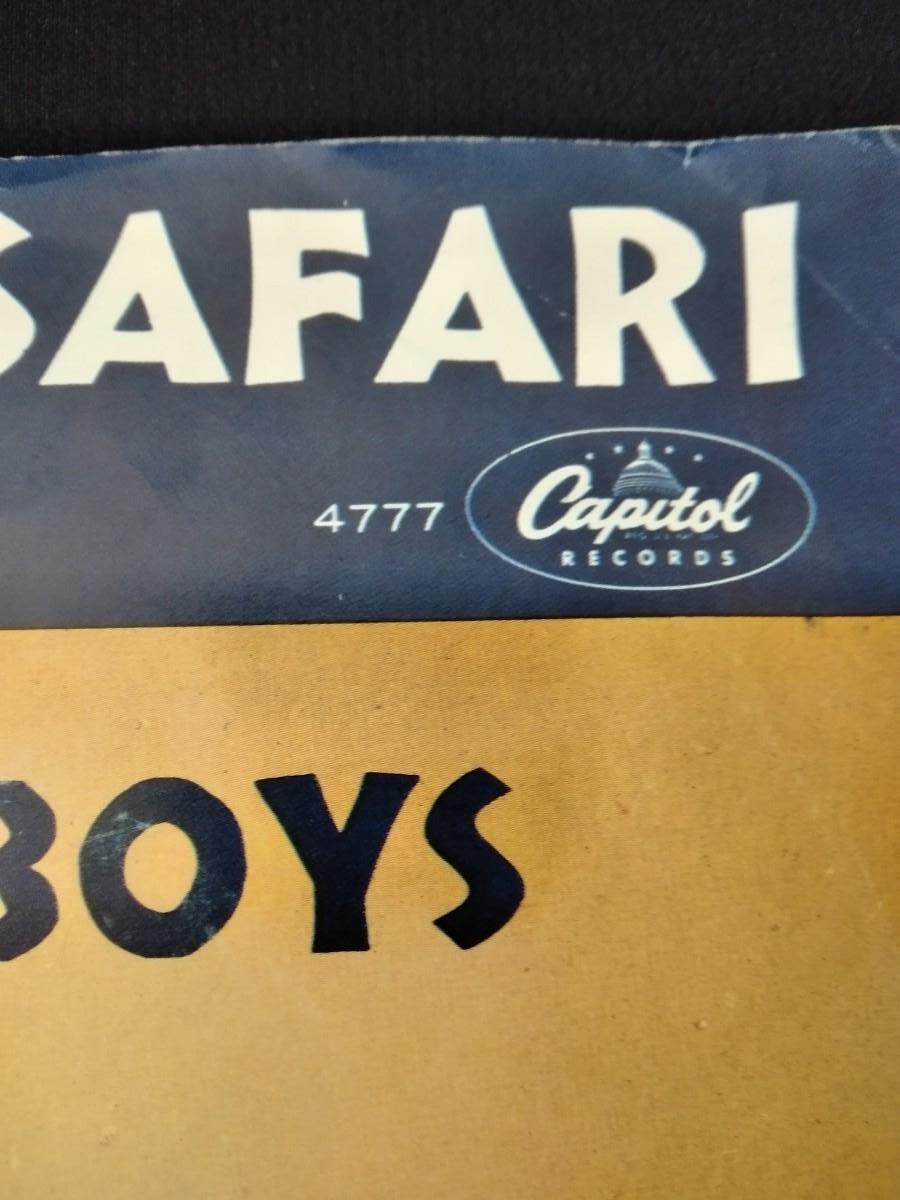 SAFARI
4777
Capitol
RECORDS
BOYS